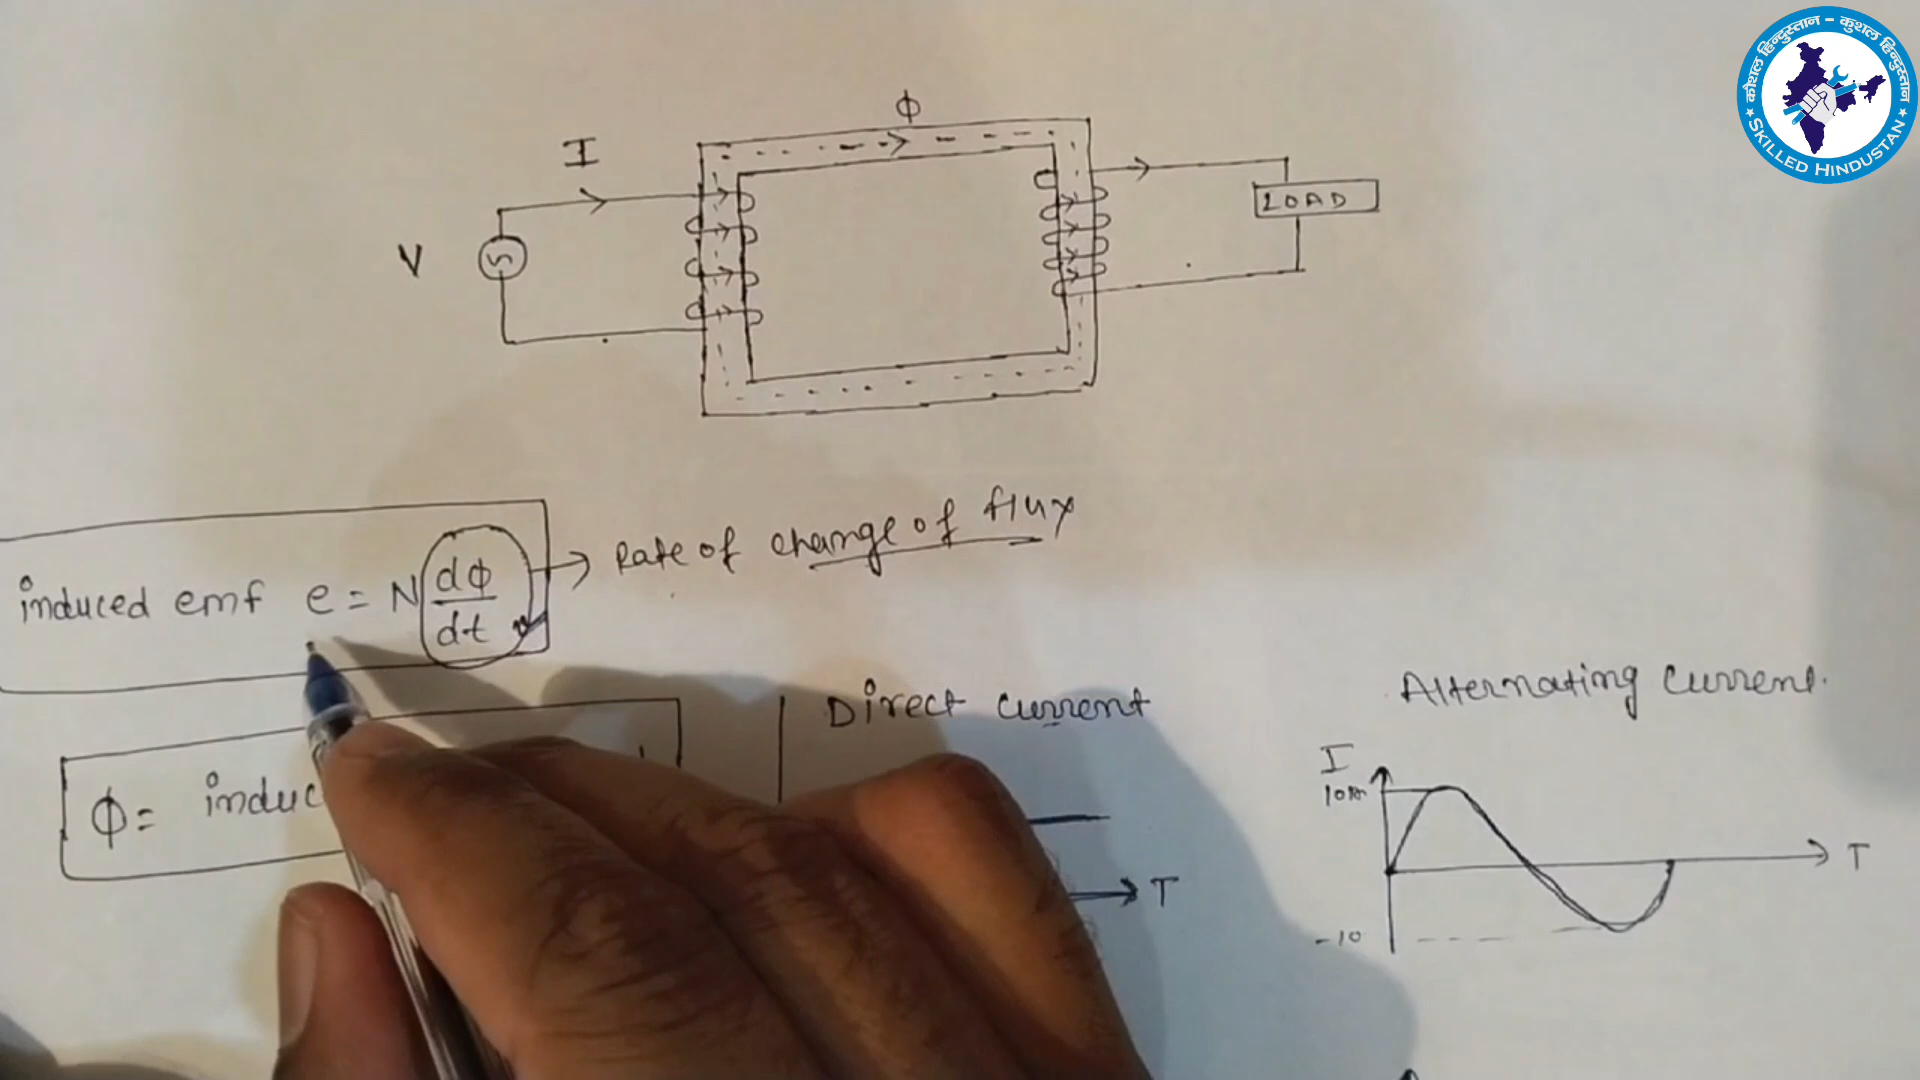 कौशल हिन्दुस्तान - कुशल हिन्दुस्तान
SKILLED HINDUSTAN
Φ
I
V
S
LOAD
induced emf e = N dΦ/dt → Rate of change of flux
Φ = induc
Direct current
T
Alternating current.
I
10A
-10
T